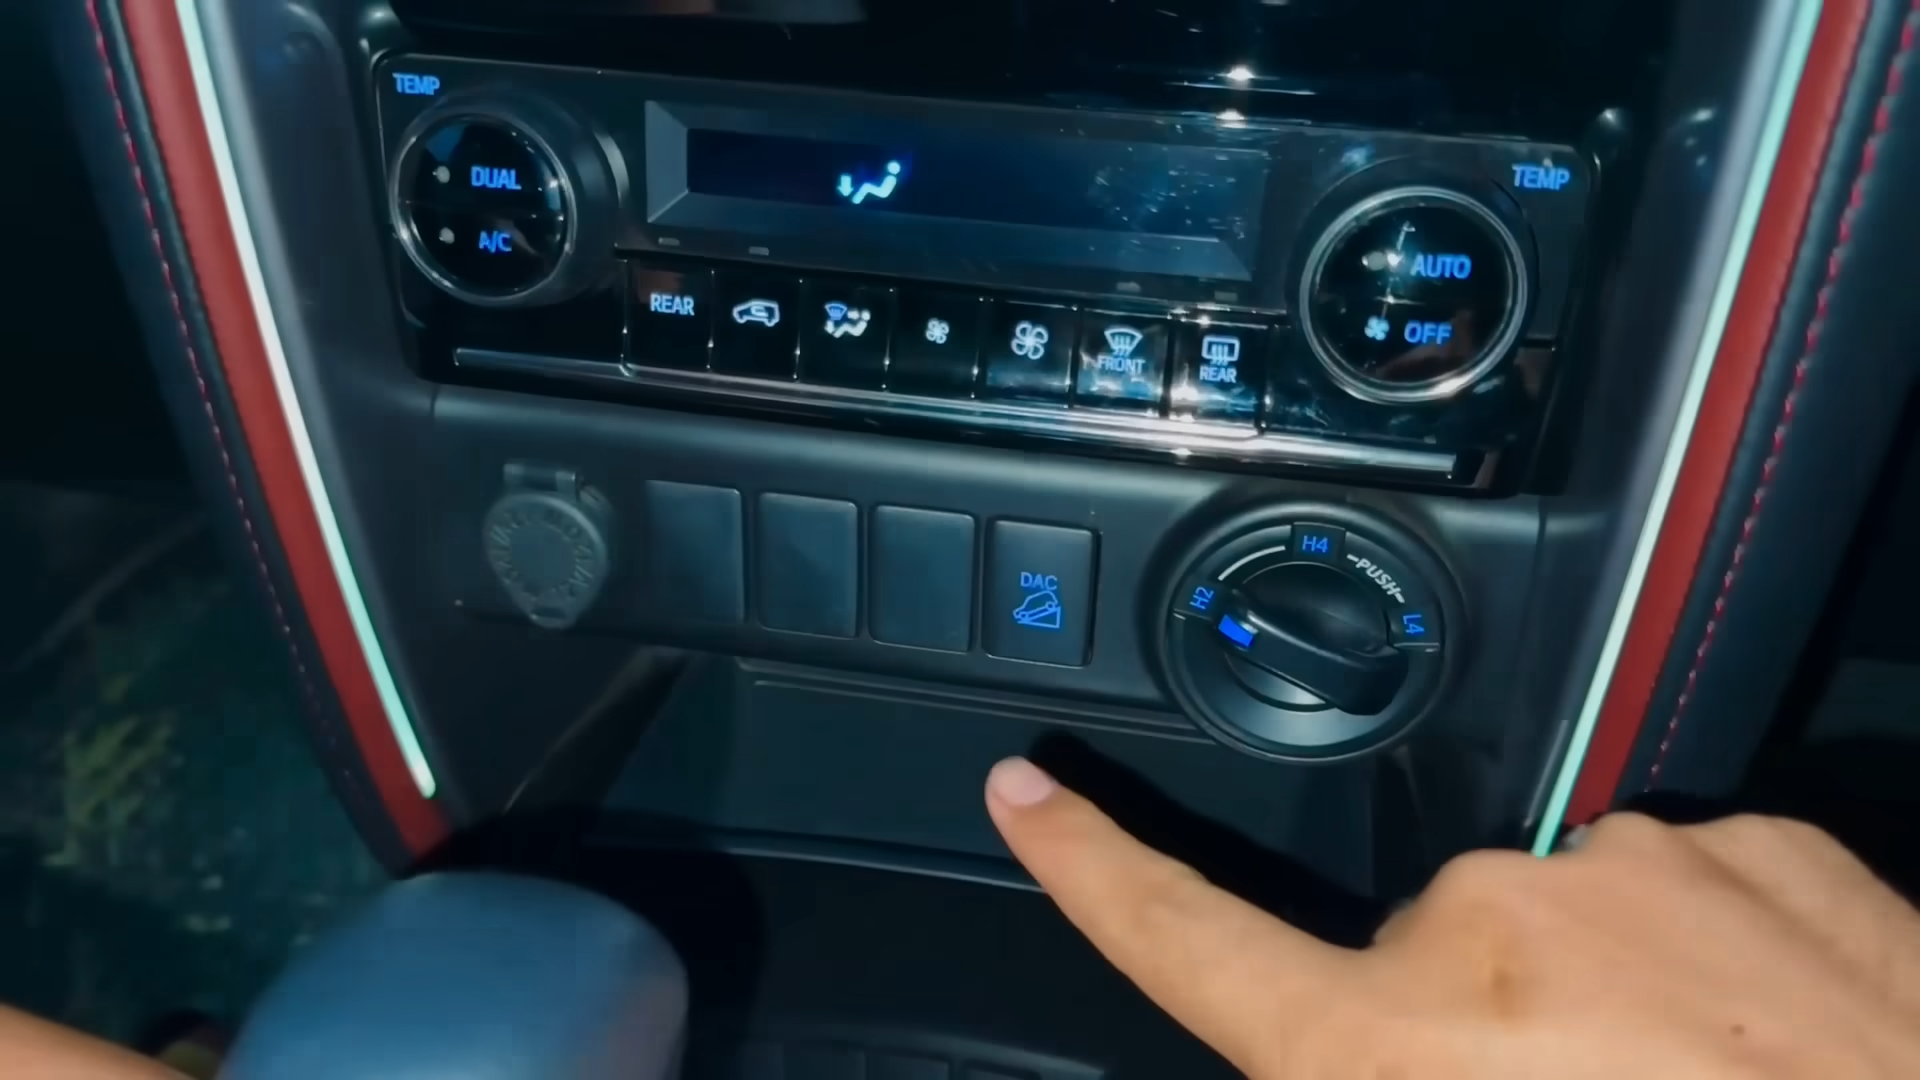 TEMP
TEMP
DUAL
A/C
AUTO
OFF
REAR
FRONT
REAR
DAC
H2
H4
-PUSH-
L4